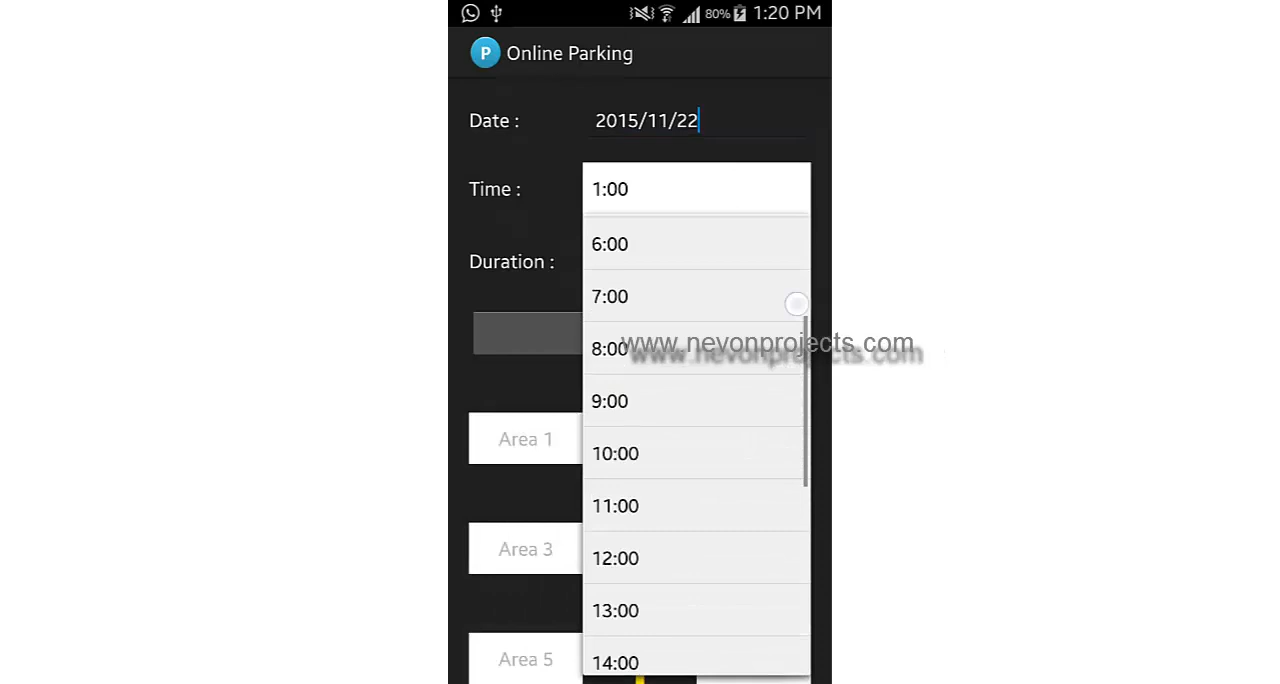 80% 1:20 PM
P Online Parking
Date : 2015/11/22
Time : 1:00
6:00
Duration :
7:00
8:00
www.nevonprojects.com
9:00
Area 1
10:00
11:00
Area 3
12:00
13:00
Area 5
14:00